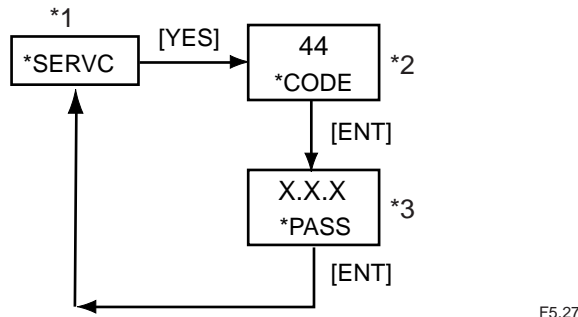 *1
*SERVC
[YES]
44
*CODE
*2
[ENT]
X.X.X
*PASS
*3
[ENT]
F5.27